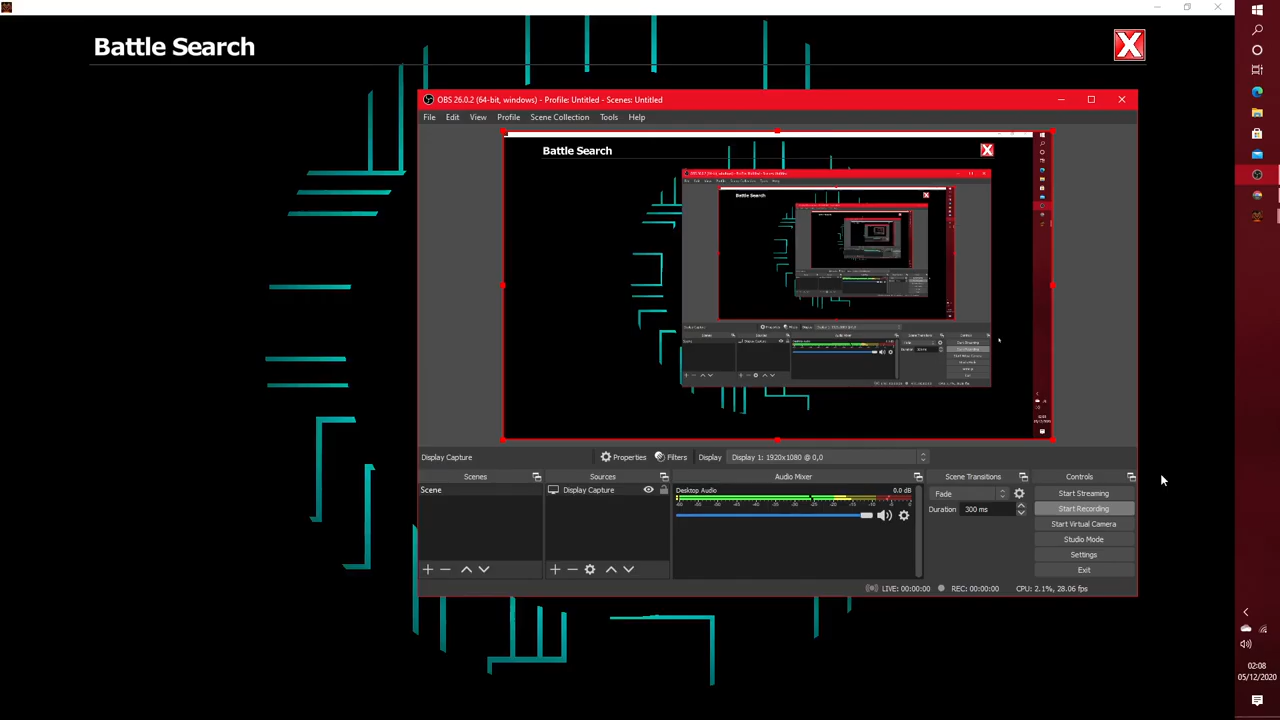 Battle Search
X
OBS 26.0.2 (64-bit, windows) - Profile: Untitled - Scenes: Untitled
File Edit View Profile Scene Collection Tools Help
Battle Search
X
Battle Search
Display Capture Properties Filters Display Display 1: 1920x1080 @ 0,0
Scenes Sources Audio Mixer Scene Transitions Controls
Scene
Display Capture
Desktop Audio 0.0 dB
Fade
Duration 300 ms
Start Streaming
Start Recording
Start Virtual Camera
Studio Mode
Settings
Exit
LIVE: 00:00:00 REC: 00:00:00 CPU: 2.1%, 28.06 fps
02:08
05/12/2020